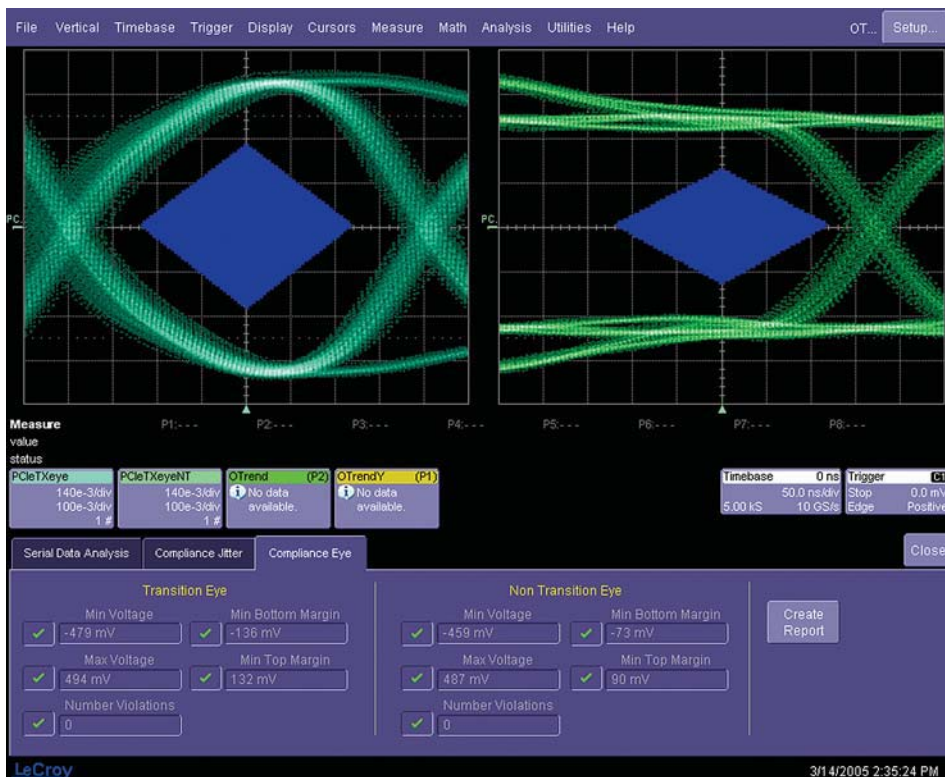 File Vertical Timebase Trigger Display Cursors Measure Math Analysis Utilities Help OT... Setup...
PC. PC.
1 1
Measure P1:- - - P2:- - - P3:- - - P4:- - - P5:- - - P6:- - - P7:- - - P8:- - -
value
status
PCIeTXeye PCIeTXeyeNT OTrend (P2) OTrendY (P1) Timebase 0 ns Trigger C1
140e-3/div 140e-3/div No data No data 50.0 ns/div Stop 0.0 mV
100e-3/div 100e-3/div available. available. 5.00 kS 10 GS/s Edge Positive
1 # 1 #
Serial Data Analysis Compliance Jitter Compliance Eye Close
Transition Eye Non Transition Eye
Min Voltage Min Bottom Margin Min Voltage Min Bottom Margin Create
-479 mV -136 mV -459 mV -73 mV Report
Max Voltage Min Top Margin Max Voltage Min Top Margin
494 mV 132 mV 487 mV 90 mV
Number Violations Number Violations
0 0
LeCroy 3/14/2005 2:35:24 PM